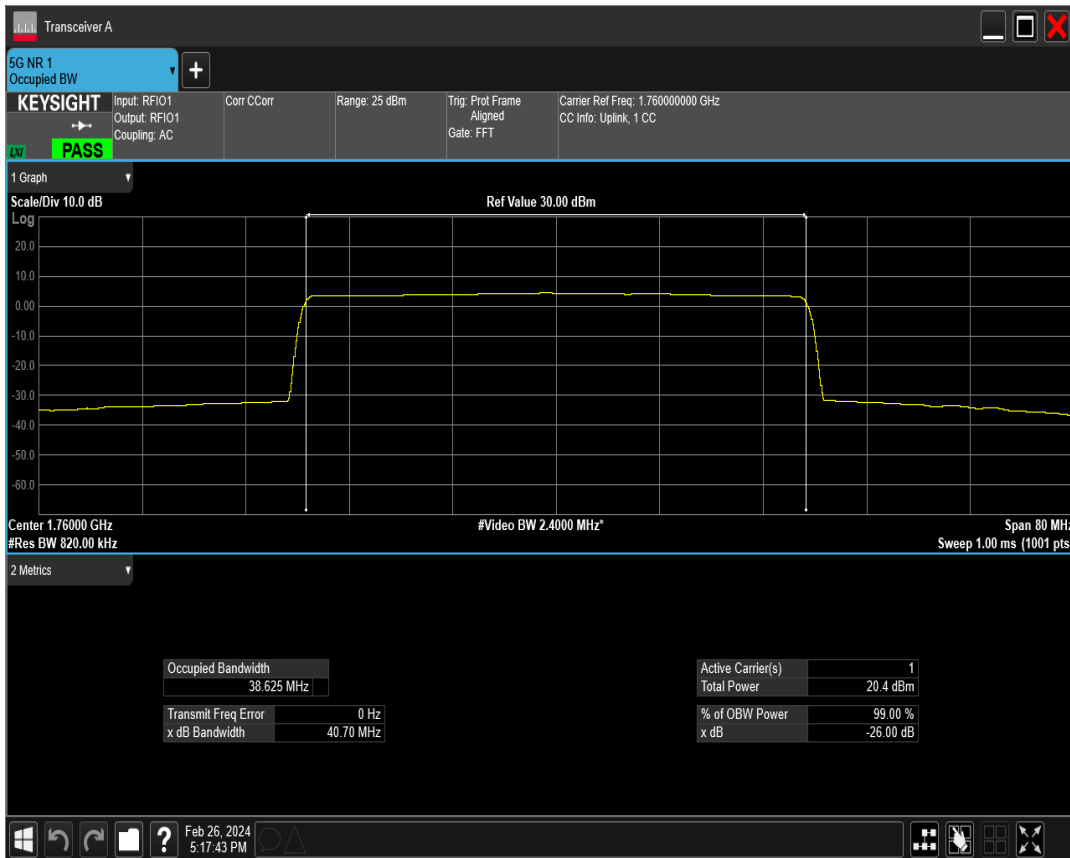 Transceiver A
5G NR 1
Occupied BW
+
KEYSIGHT
LXI
PASS
Input: RFIO1
Output: RFIO1
Coupling: AC
Corr CCorr
Range: 25 dBm
Trig: Prot Frame
Aligned
Gate: FFT
Carrier Ref Freq: 1.760000000 GHz
CC Info: Uplink, 1 CC
1 Graph
Scale/Div 10.0 dB
Ref Value 30.00 dBm
Log
20.0
10.0
0.00
-10.0
-20.0
-30.0
-40.0
-50.0
-60.0
Center 1.76000 GHz
#Video BW 2.4000 MHz*
Span 80 MHz
#Res BW 820.00 kHz
Sweep 1.00 ms (1001 pts
2 Metrics
Occupied Bandwidth
38.625 MHz
Transmit Freq Error 0 Hz
x dB Bandwidth 40.70 MHz
Active Carrier(s) 1
Total Power 20.4 dBm
% of OBW Power 99.00 %
x dB -26.00 dB
?
Feb 26, 2024
5:17:43 PM